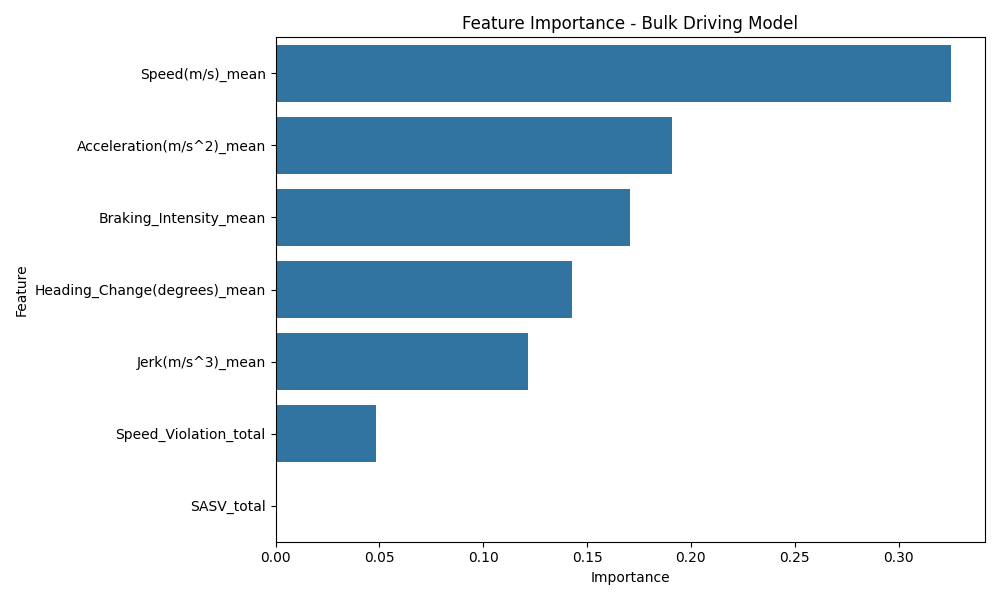 Feature Importance - Bulk Driving Model
Speed(m/s)_mean
Acceleration(m/s^2)_mean
Braking_Intensity_mean
Heading_Change(degrees)_mean
Jerk(m/s^3)_mean
Speed_Violation_total
SASV_total
Feature
0.00 0.05 0.10 0.15 0.20 0.25 0.30
Importance